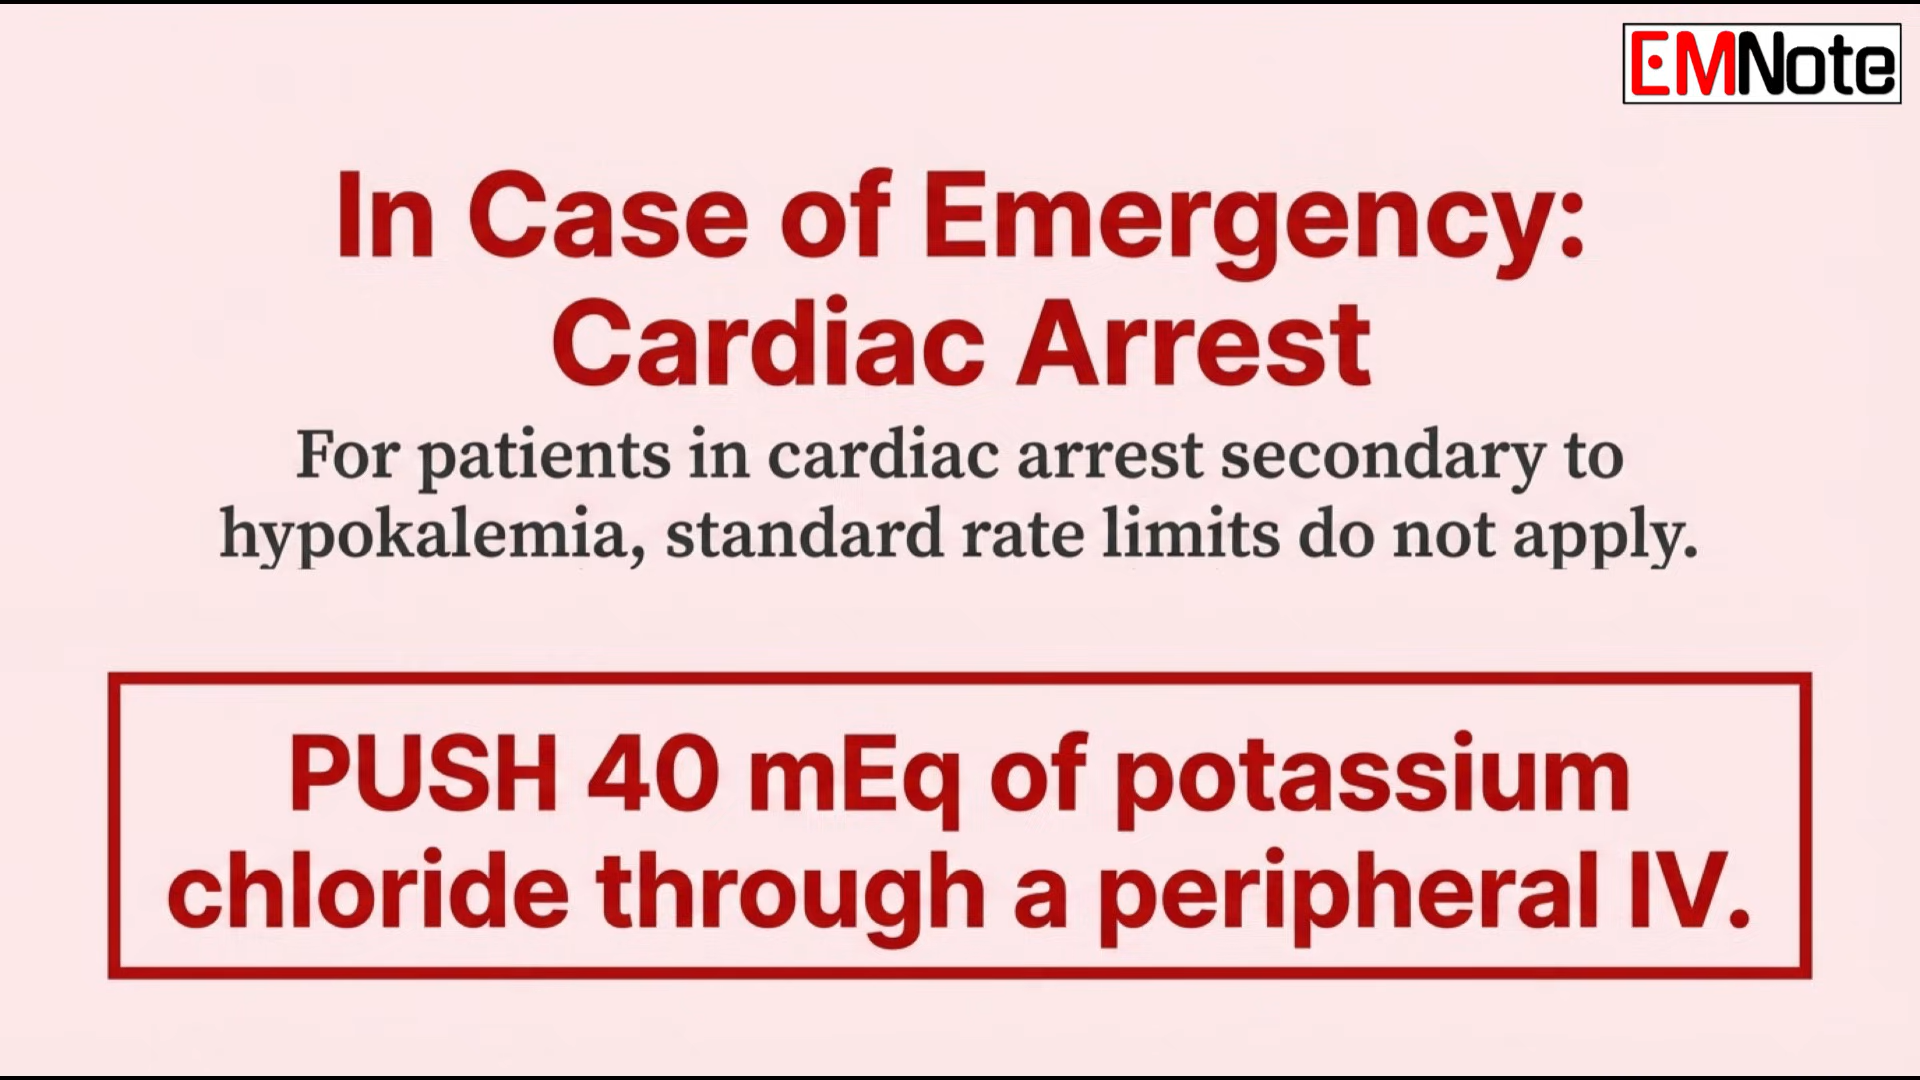 EMNote
In Case of Emergency:
Cardiac Arrest
For patients in cardiac arrest secondary to
hypokalemia, standard rate limits do not apply.
PUSH 40 mEq of potassium
chloride through a peripheral IV.